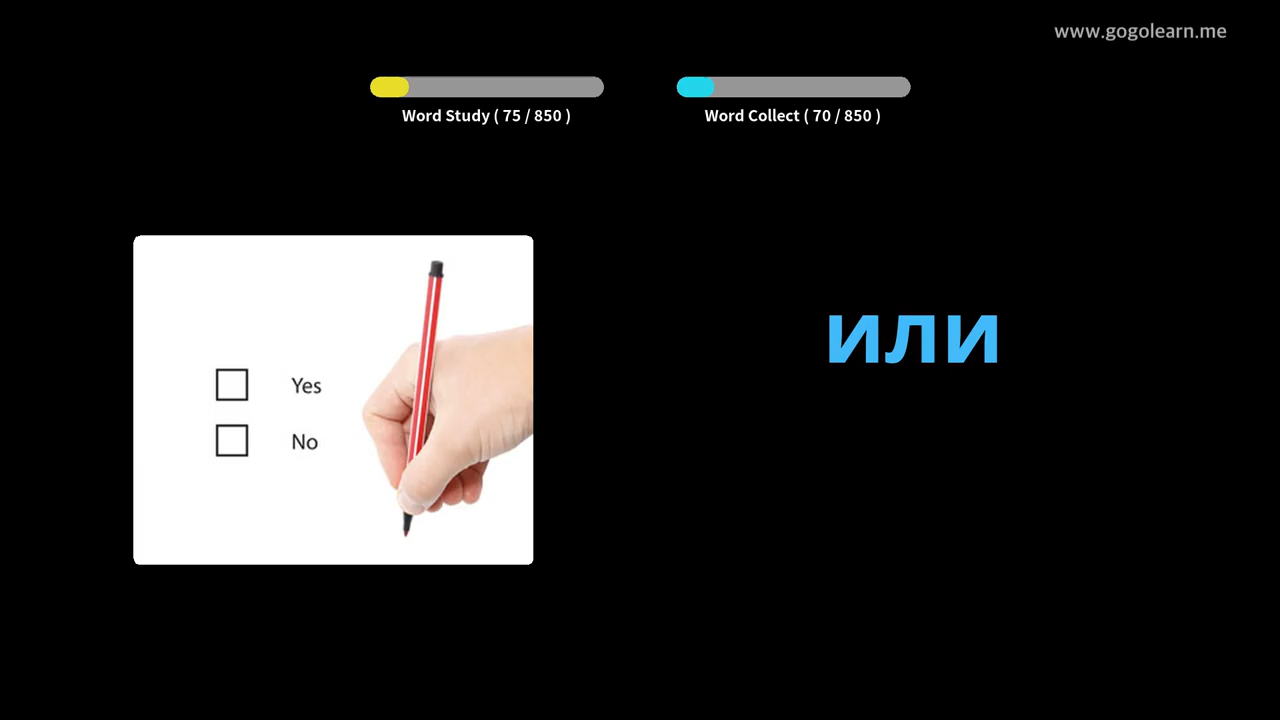 www.gogolearn.me
Word Study ( 75 / 850 )
Word Collect ( 70 / 850 )
Yes
No
или